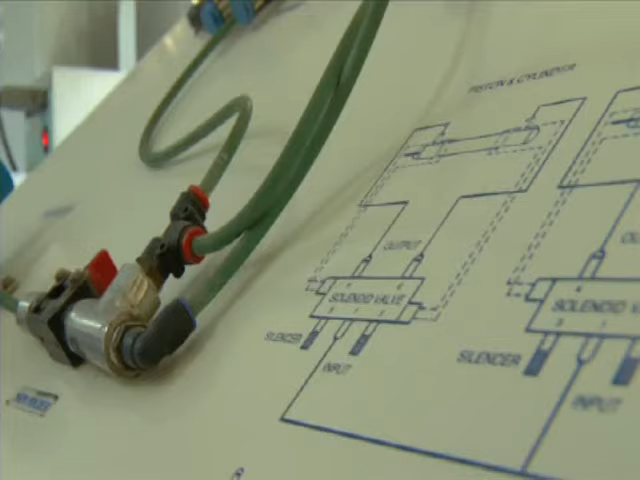 PISTON & CYLINDER
OUTPUT
SOLENOID VALVE
SILENCER
INPUT
SOLENOID
SILENCER
INPUT